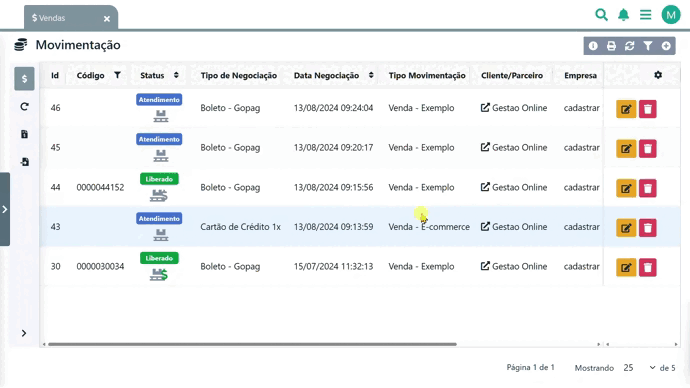 $ Vendas ×
M
Movimentação
Id Código Status Tipo de Negociação Data Negociação Tipo Movimentação Cliente/Parceiro Empresa
46 Atendimento Boleto - Gopag 13/08/2024 09:24:04 Venda - Exemplo Gestao Online cadastrar
45 Atendimento Boleto - Gopag 13/08/2024 09:20:17 Venda - Exemplo Gestao Online cadastrar
44 0000044152 Liberado Boleto - Gopag 13/08/2024 09:15:56 Venda - Exemplo Gestao Online cadastrar
43 Atendimento Cartão de Crédito 1x 13/08/2024 09:13:59 Venda - E-commerce Gestao Online cadastrar
30 0000030034 Liberado Boleto - Gopag 15/07/2024 11:32:13 Venda - Exemplo Gestao Online cadastrar
Página 1 de 1 Mostrando 25 de 5